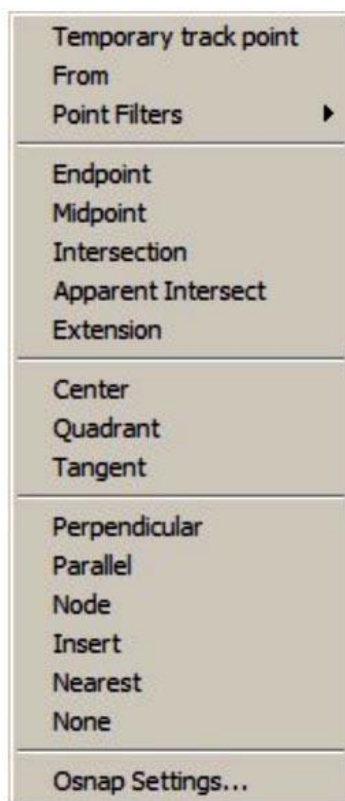 Temporary track point
From
Point Filters
Endpoint
Midpoint
Intersection
Apparent Intersect
Extension
Center
Quadrant
Tangent
Perpendicular
Parallel
Node
Insert
Nearest
None
Osnap Settings...